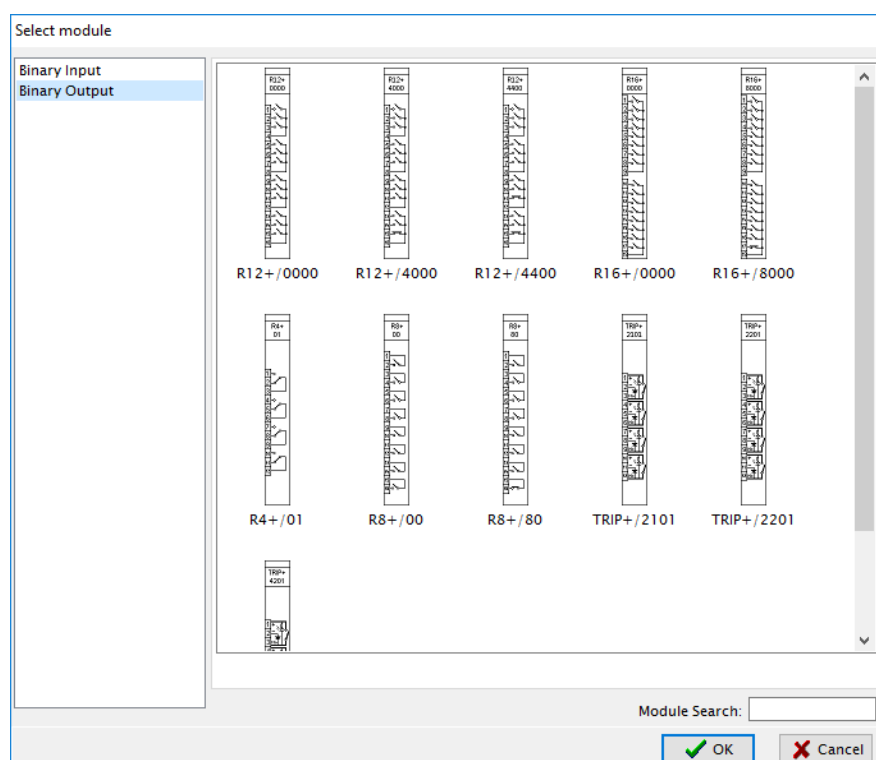 Select module
Binary Input
Binary Output
R12+ 0000
R12+ 4000
R12+ 4400
R16+ 0000
R16+ 8000
R12+/0000
R12+/4000
R12+/4400
R16+/0000
R16+/8000
R4+ 01
R8+ 00
R8+ 80
TRIP+ 2101
TRIP+ 2201
R4+/01
R8+/00
R8+/80
TRIP+/2101
TRIP+/2201
TRIP+ 4201
Module Search:
OK
Cancel